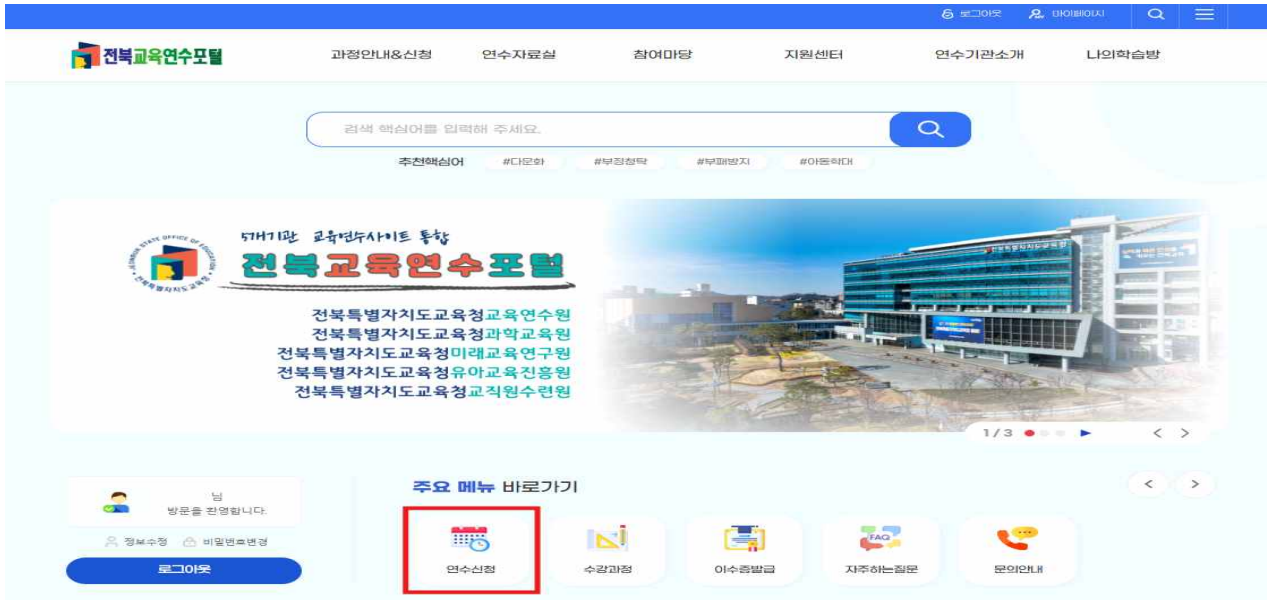 로그아웃 마이페이지
전북교육연수포털
과정안내&신청 연수자료실 참여마당 지원센터 연수기관소개 나의학습방
검색 핵심어를 입력해 주세요.
추천핵심어 #다문화 #부정청탁 #부패방지 #아동학대
5개기관 교육연수사이트 통합
전북교육연수포털
전북특별자치도교육청교육연수원
전북특별자치도교육청과학교육원
전북특별자치도교육청미래교육연구원
전북특별자치도교육청유아교육진흥원
전북특별자치도교육청교직원수련원
1/3
님
방문을 환영합니다.
정보수정 비밀번호변경
로그아웃
주요 메뉴 바로가기
FAQ
연수신청 수강과정 이수증발급 자주하는질문 문의안내